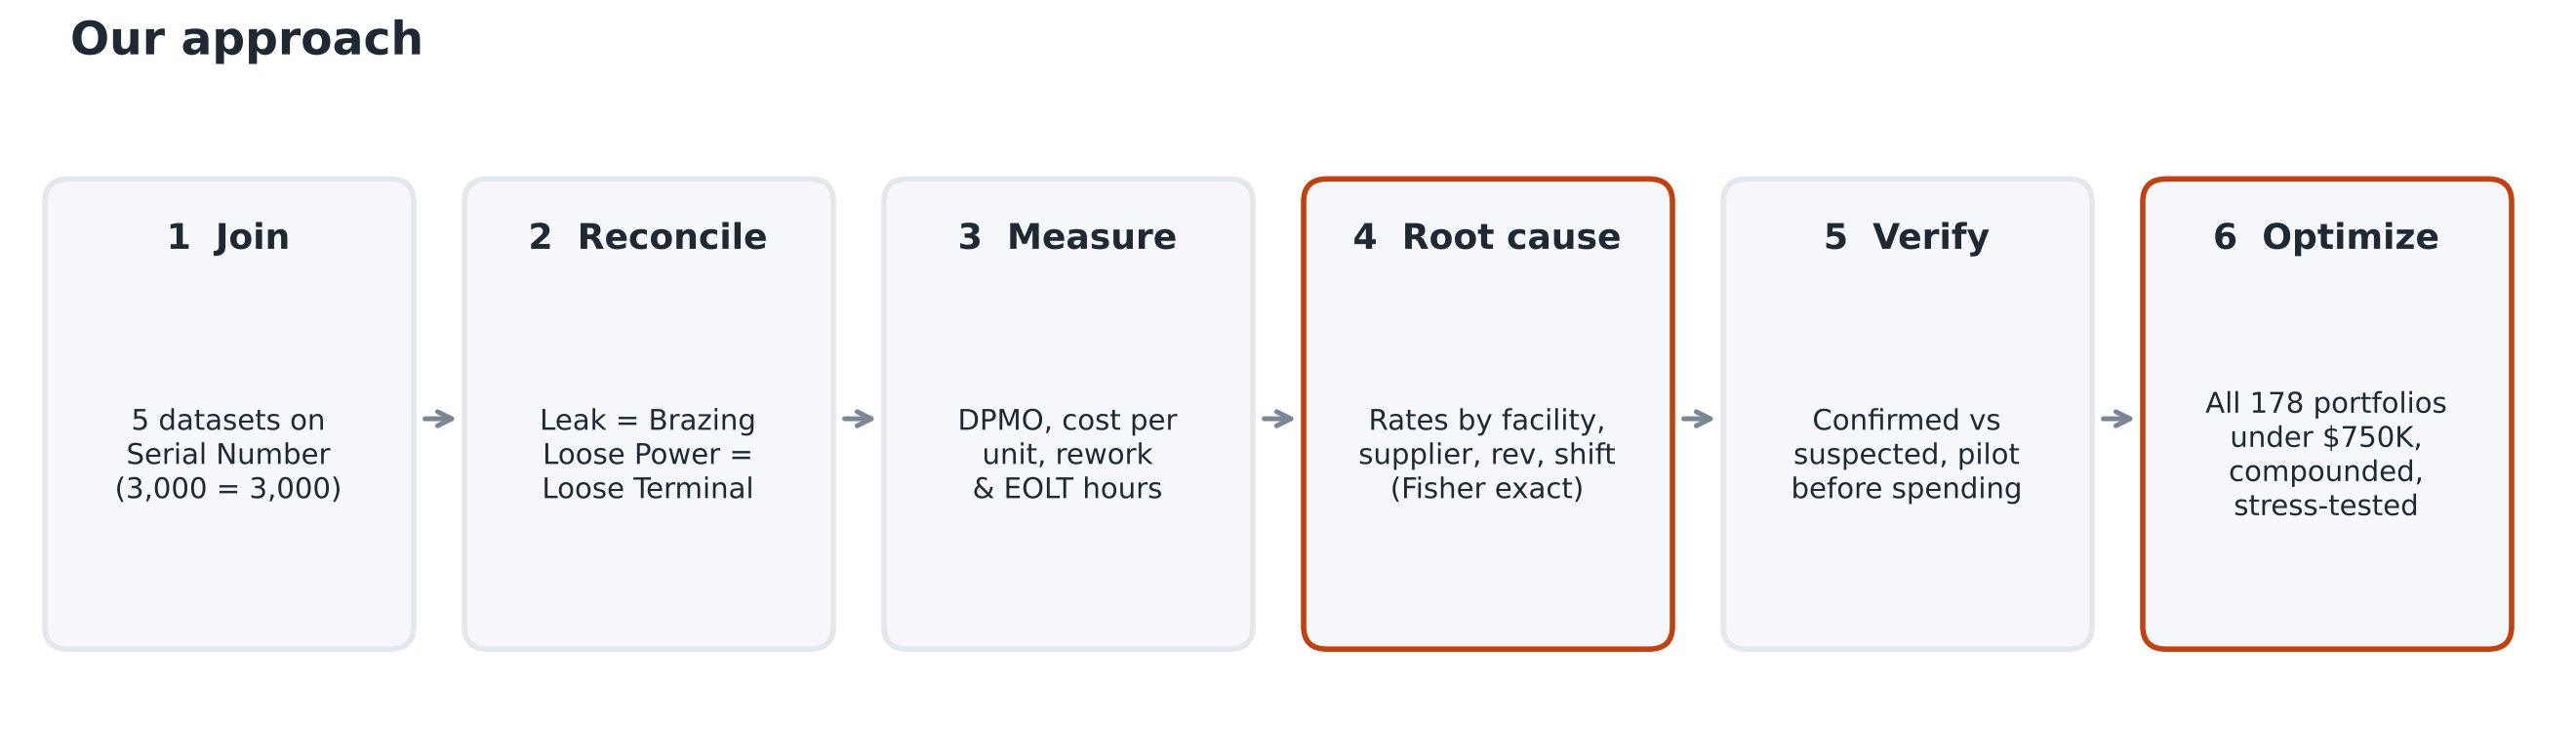 Our approach
1 Join
5 datasets on
Serial Number
(3,000 = 3,000)
2 Reconcile
Leak = Brazing
Loose Power =
Loose Terminal
3 Measure
DPMO, cost per
unit, rework
& EOLT hours
4 Root cause
Rates by facility,
supplier, rev, shift
(Fisher exact)
5 Verify
Confirmed vs
suspected, pilot
before spending
6 Optimize
All 178 portfolios
under $750K,
compounded,
stress-tested